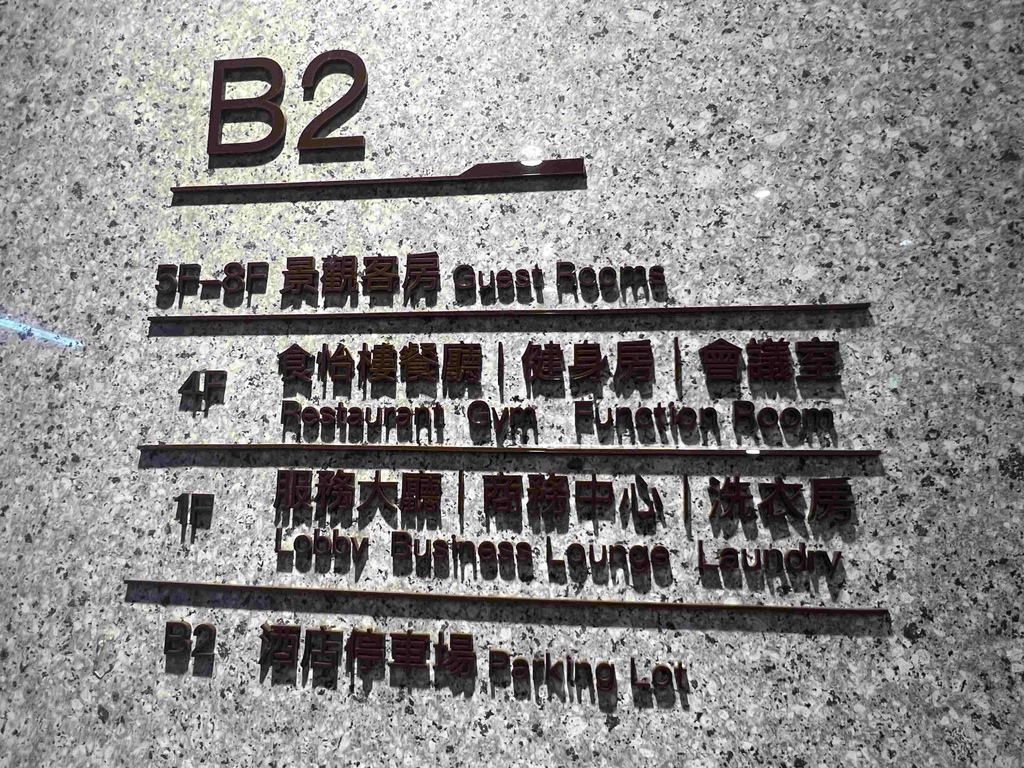 B2
5F-8F 景觀客房 Guest Rooms
4F 食怡樓餐廳 | 健身房 | 會議室
Restaurant Gym Function Room
1F 服務大廳 | 商務中心 | 洗衣房
Lobby Business Lounge Laundry
B2 酒店停車場 Parking Lot